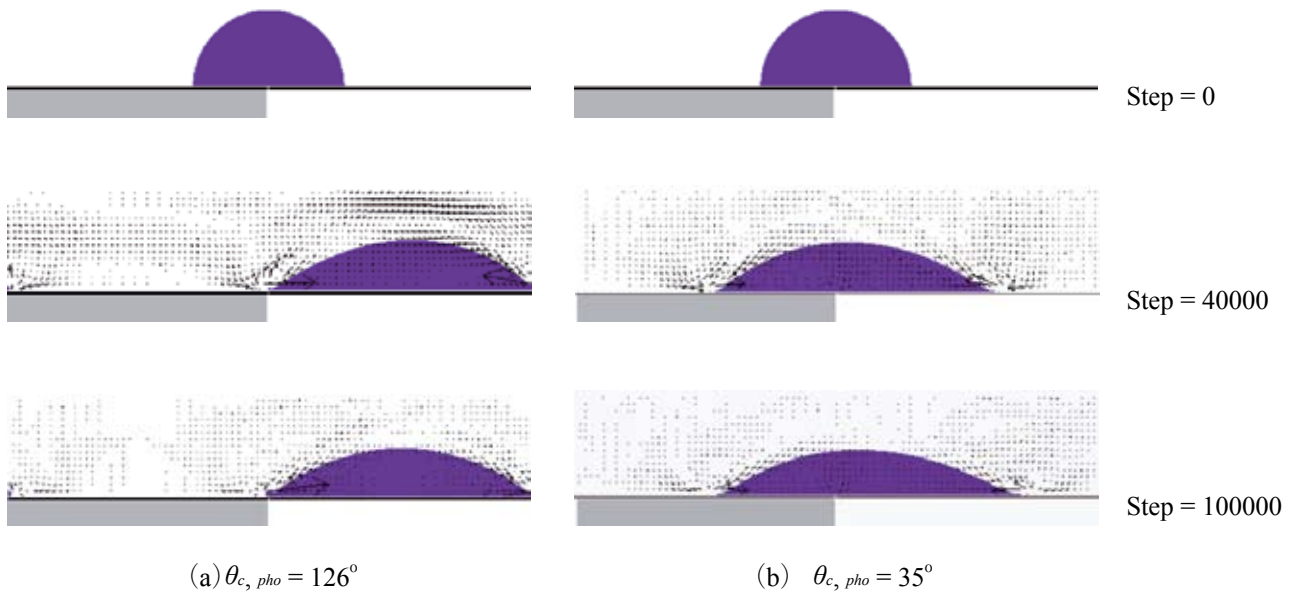 Step = 0
Step = 40000
Step = 100000
(a) θc, pho = 126°
(b) θc, pho = 35°